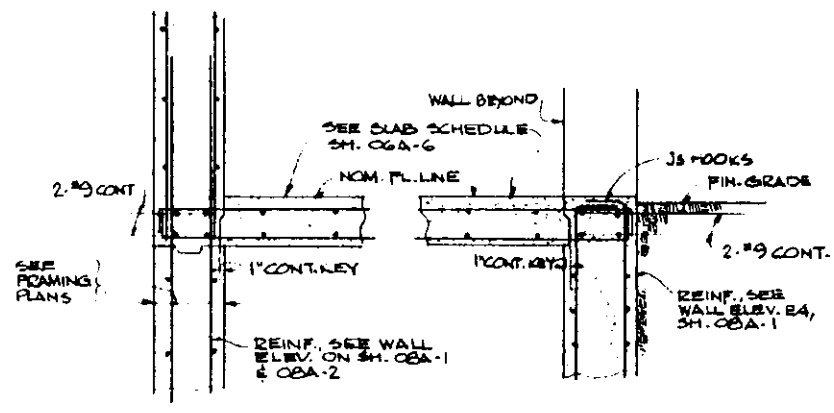 WALL BEYOND
SEE SLAB SCHEDULE
SH. 06A-6
NOM. FL. LINE
JS HOOKS
FIN. GRADE
2-#9 CONT
2-#9 CONT.
1" CONT. KEY
1" CONT. KEY
SEE
FRAMING
PLANS
REINF., SEE WALL
ELEV. ON SH. 08A-1
& 08A-2
REINF., SEE
WALL ELEV. E4,
SH. 08A-1